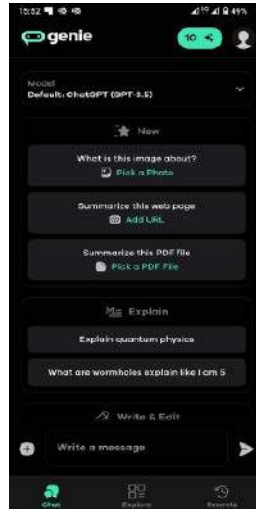 15:52
49%
genie
10
Model
Default: ChatGPT (GPT-3.5)
New
What is this image about?
Pick a Photo
Summarize this web page
Add URL
Summarize this PDF file
Pick a PDF File
Explain
Explain quantum physics
What are wormholes explain like I am 5
Write & Edit
Write a message
Chat
Explore